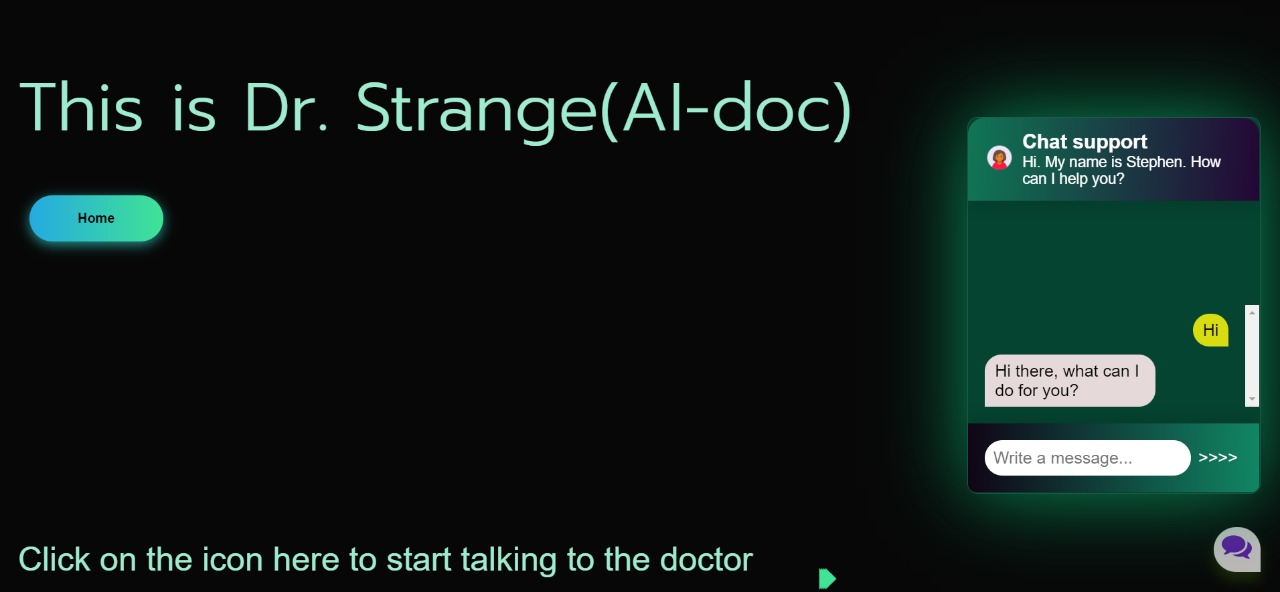 This is Dr. Strange(AI-doc)
Home
Chat support
Hi. My name is Stephen. How
can I help you?
Hi
Hi there, what can I
do for you?
Write a message...
>>>>
Click on the icon here to start talking to the doctor